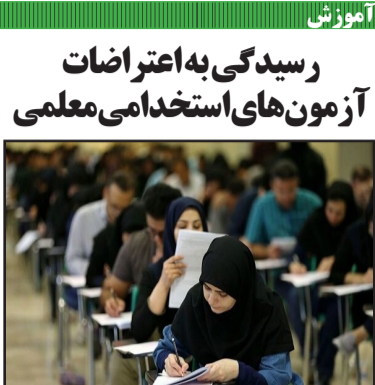 آموزش
رسیدگی به اعتراضات
آزمون‌های استخدامی معلمی